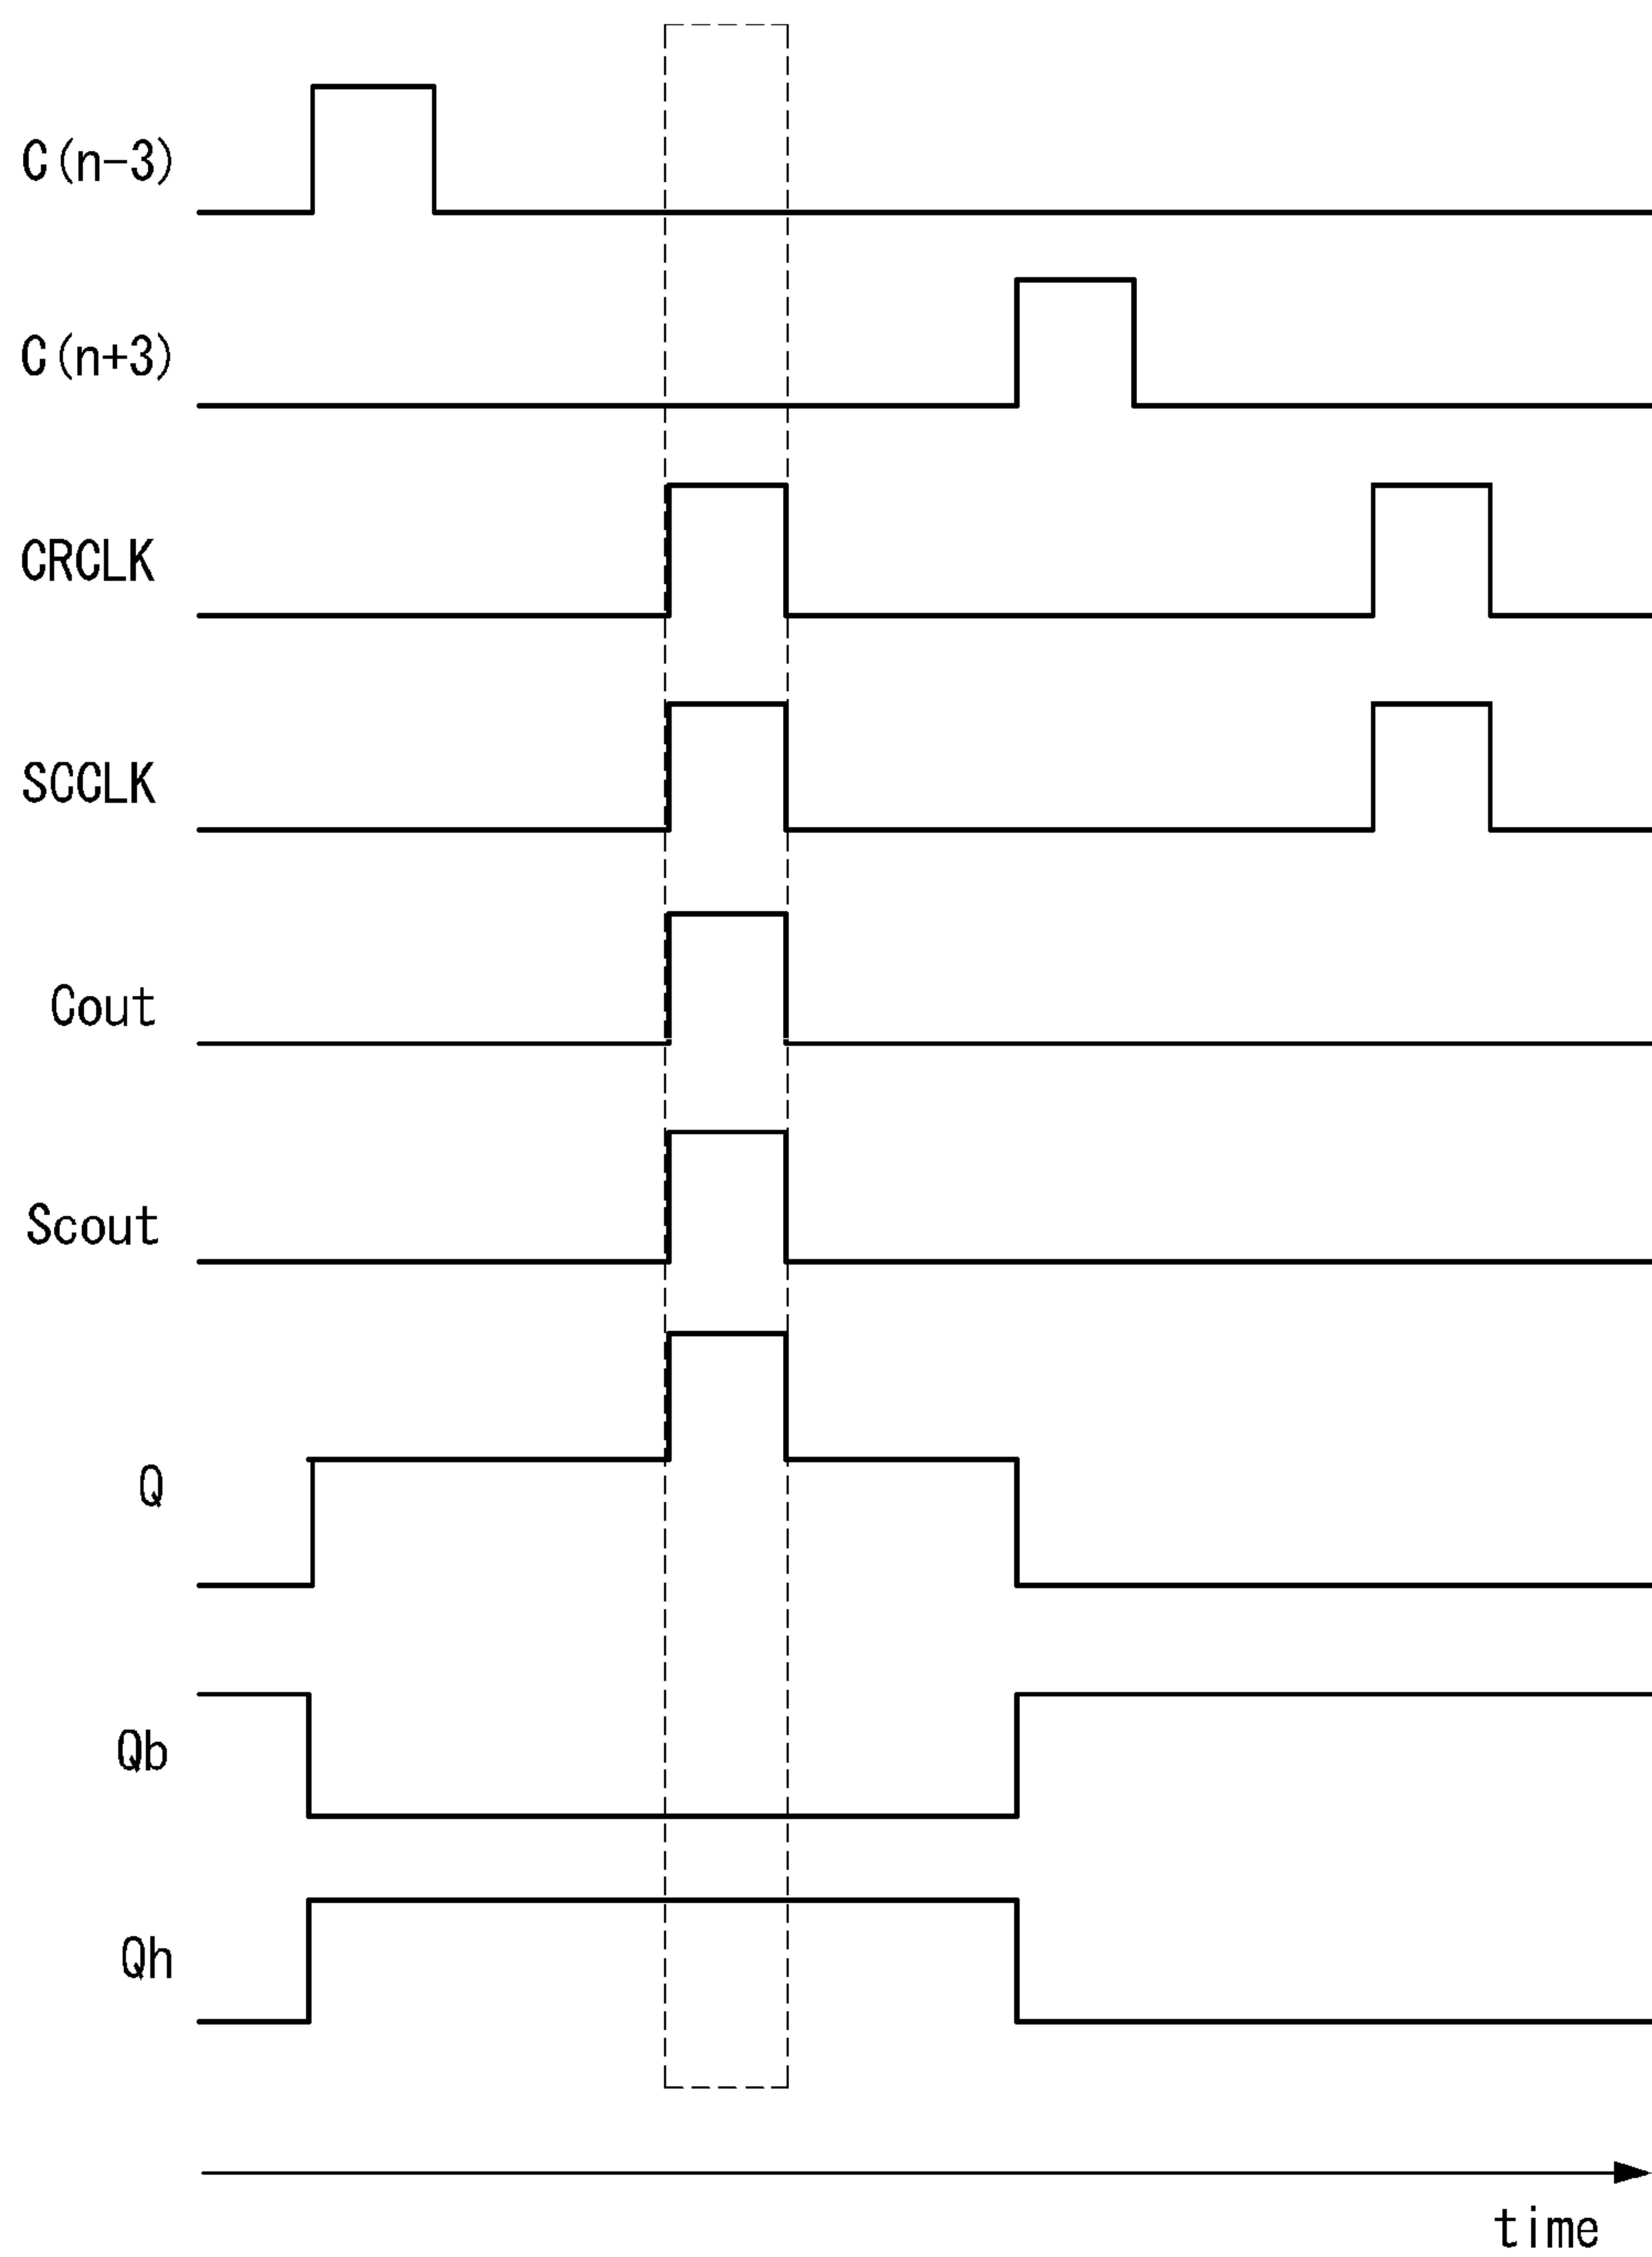 C(n-3)
C(n+3)
CRCLK
SCCLK
Cout
Scout
Q
Qb
Qh
time